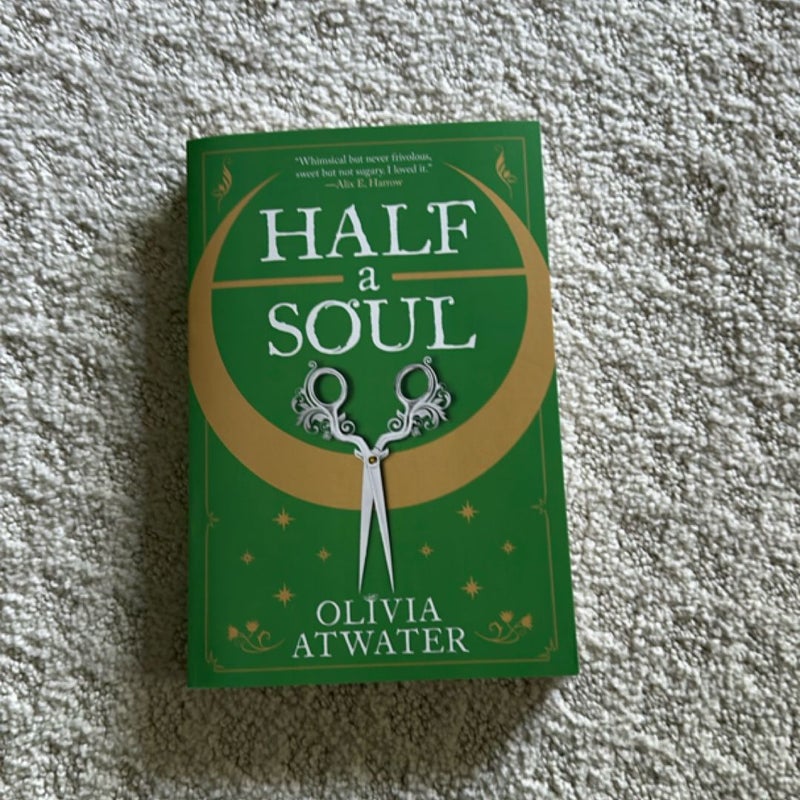 “Whimsical but never frivolous,
sweet but not sugary. I loved it.”
—Alix E. Harrow
HALF
a
SOUL
OLIVIA
ATWATER